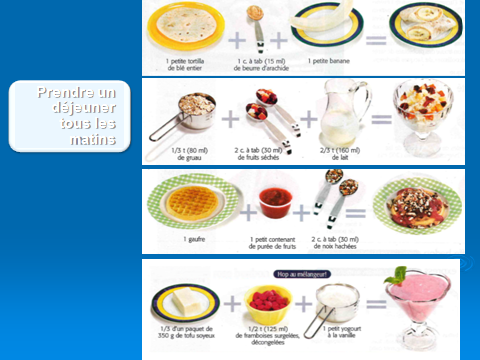 Prendre un
déjeuner
tous les
matins
1 petite tortilla
de blé entier
1 c. à tab (15 ml)
de beurre d'arachide
1 petite banane
1/3 t (80 ml)
de gruau
2 c. à tab (30 ml)
de fruits séchés
2/3 t (160 ml)
de lait
1 gaufre
1 petit contenant
de purée de fruits
2 c. à tab (30 ml)
de noix hachées
Hop au mélangeur!
1/3 d'un paquet de
350 g de tofu soyeux
1/2 t (125 ml)
de framboises surgelées,
décongelées
1 petit yogourt
à la vanille